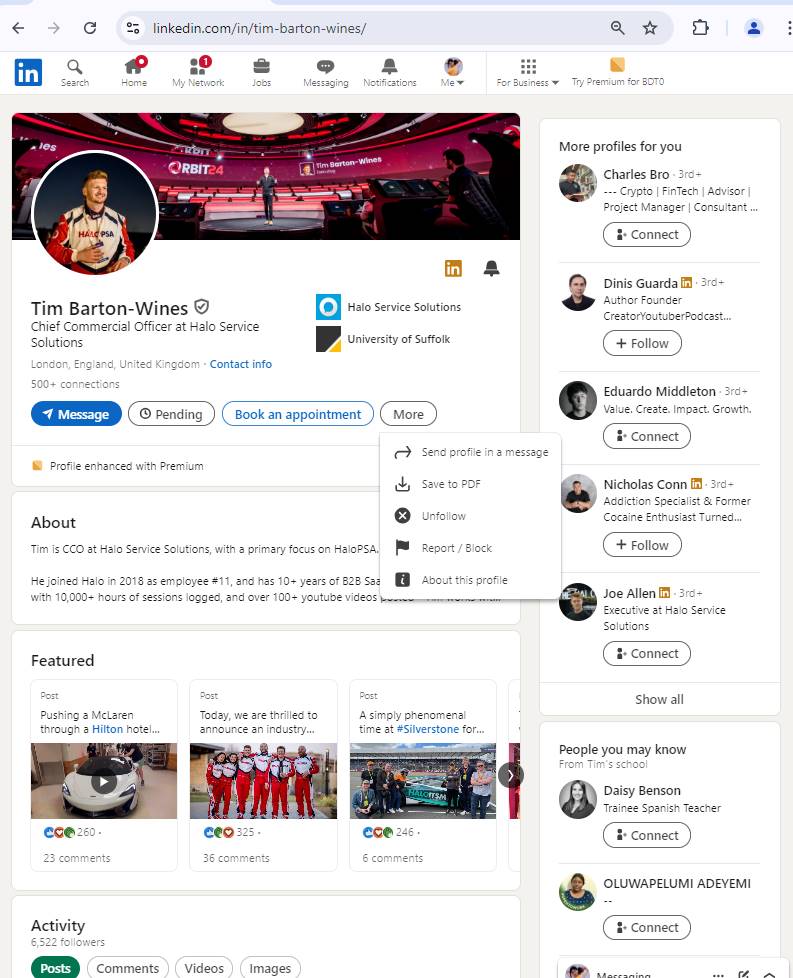 linkedin.com/in/tim-barton-wines/
in
Search
Home
1
My Network
Jobs
Messaging
Notifications
Me
For Business
Try Premium for BDT0
ORBIT24
Tim Barton-Wines
HALO PSA
in
Tim Barton-Wines
Chief Commercial Officer at Halo Service
Solutions
London, England, United Kingdom · Contact info
500+ connections
Halo Service Solutions
University of Suffolk
Message
Pending
Book an appointment
More
Send profile in a message
Save to PDF
Unfollow
Report / Block
About this profile
Profile enhanced with Premium
About
Tim is CCO at Halo Service Solutions, with a primary focus on HaloPSA.
He joined Halo in 2018 as employee #11, and has 10+ years of B2B Saa
with 10,000+ hours of sessions logged, and over 100+ youtube videos posted
Featured
Post
Pushing a McLaren
through a Hilton hotel...
260 ·
23 comments
Post
Today, we are thrilled to
announce an industry...
325 ·
36 comments
Post
A simply phenomenal
time at #Silverstone for...
HALOITSM
246 ·
6 comments
Activity
6,522 followers
Posts
Comments
Videos
Images
More profiles for you
Charles Bro · 3rd+
--- Crypto | FinTech | Advisor |
Project Manager | Consultant ...
Connect
Dinis Guarda in · 3rd+
Author Founder
CreatorYoutuberPodcast...
+ Follow
Eduardo Middleton · 3rd+
Value. Create. Impact. Growth.
Connect
Nicholas Conn in · 3rd+
Addiction Specialist & Former
Cocaine Enthusiast Turned...
+ Follow
Joe Allen in · 3rd+
Executive at Halo Service
Solutions
Connect
Show all
People you may know
From Tim's school
Daisy Benson
Trainee Spanish Teacher
Connect
OLUWAPELUMI ADEYEMI
--
Connect
Messaging